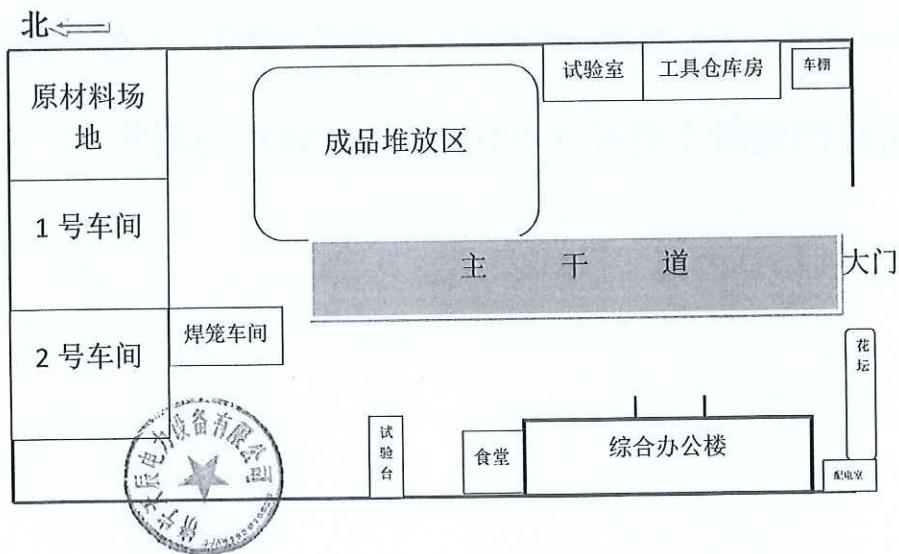 北
试验室
工具仓库房
车棚
原材料场
地
成品堆放区
1 号车间
主 干 道
大门
2 号车间
焊笼车间
花
坛
试
验
台
食堂
综合办公楼
配电室